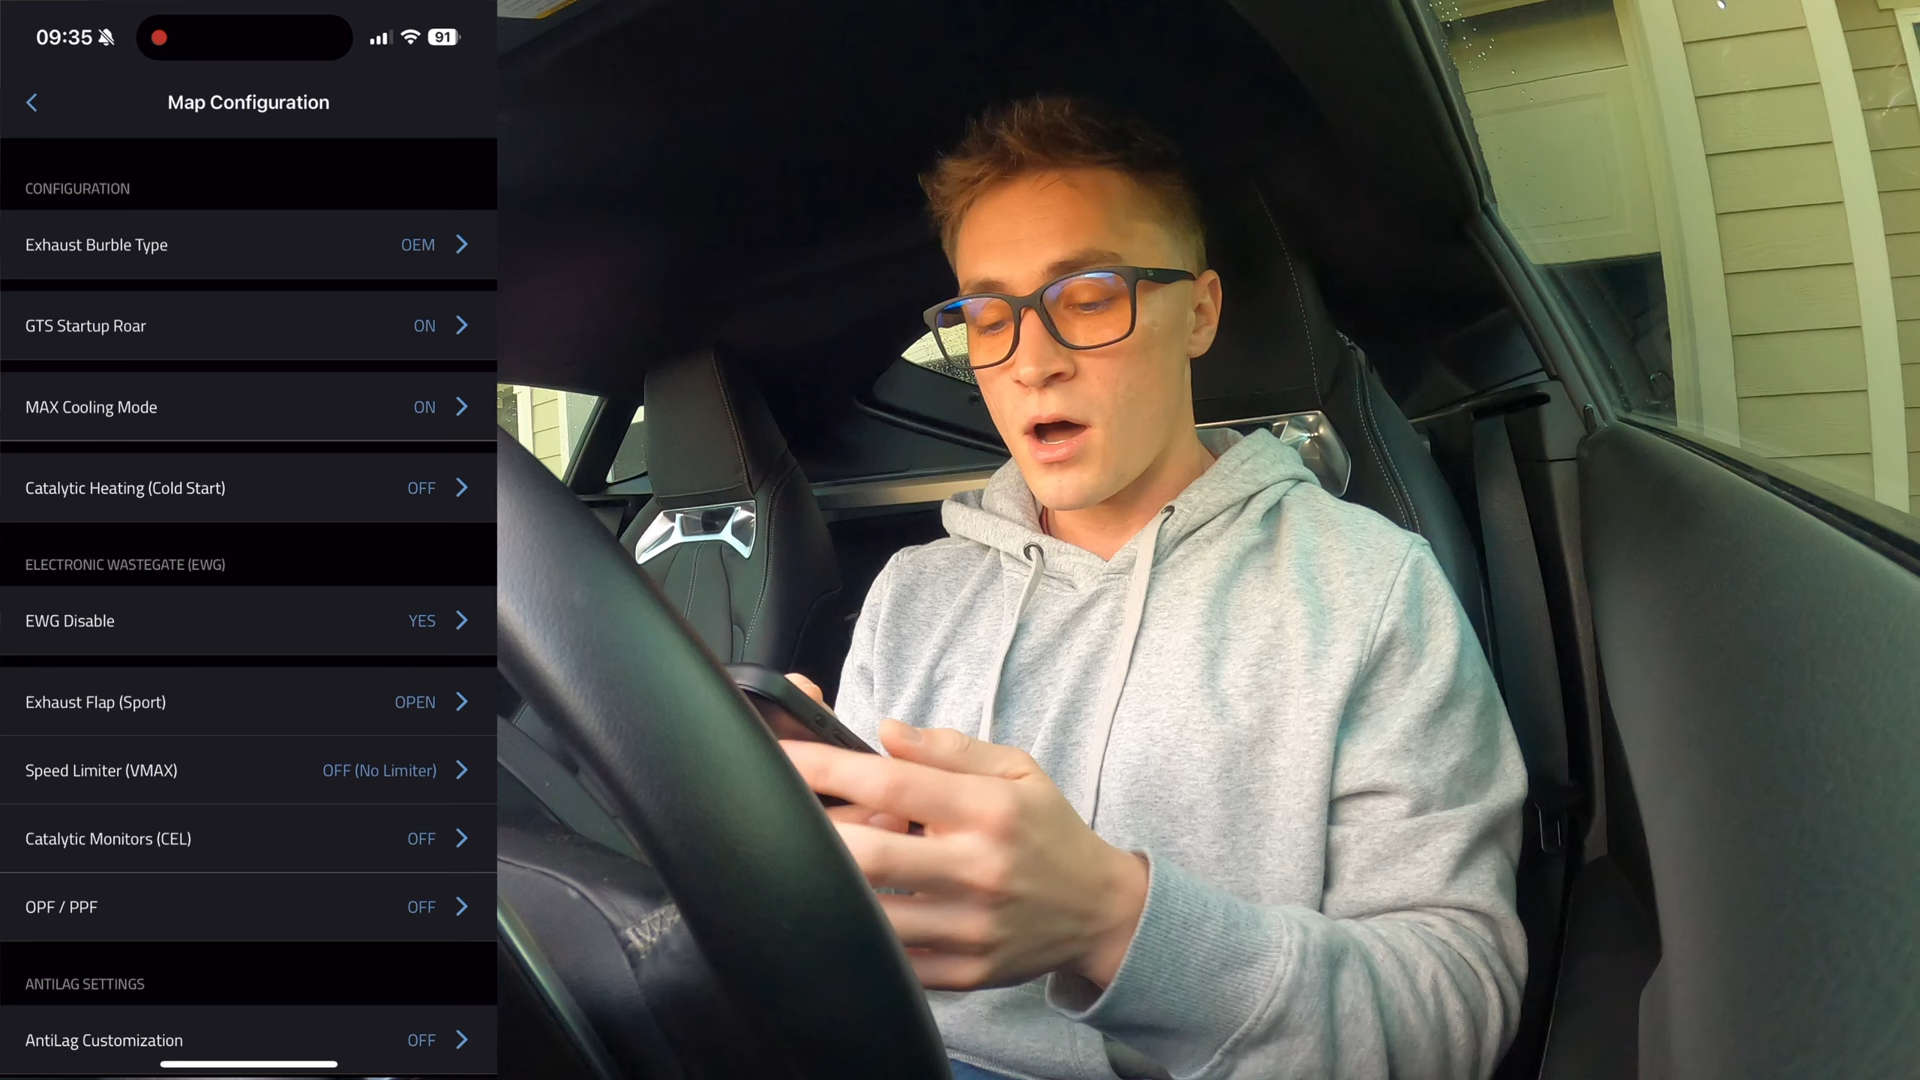 09:35
91
Map Configuration
CONFIGURATION
Exhaust Burble Type OEM
GTS Startup Roar ON
MAX Cooling Mode ON
Catalytic Heating (Cold Start) OFF
ELECTRONIC WASTEGATE (EWG)
EWG Disable YES
Exhaust Flap (Sport) OPEN
Speed Limiter (VMAX) OFF (No Limiter)
Catalytic Monitors (CEL) OFF
OPF / PPF OFF
ANTILAG SETTINGS
AntiLag Customization OFF